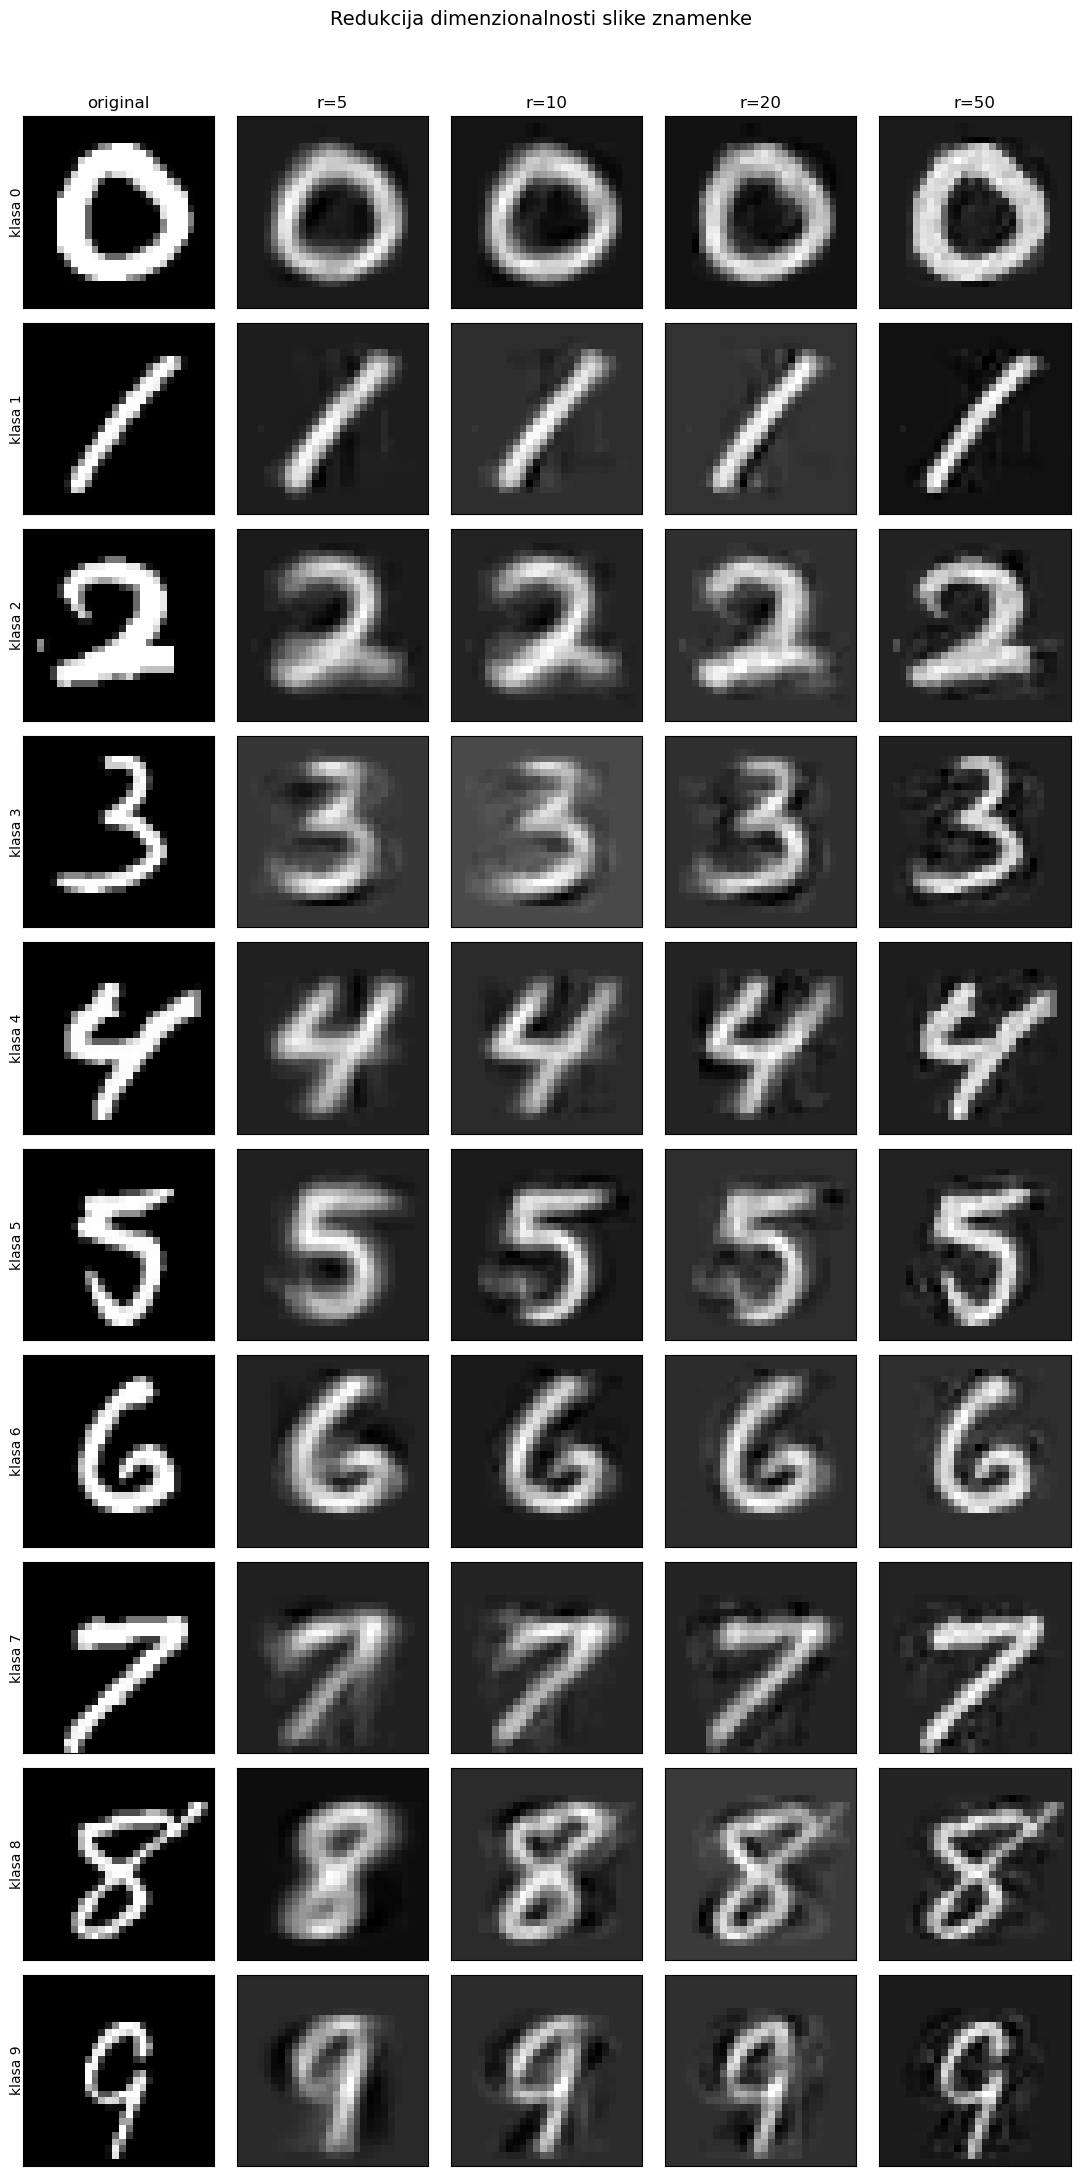 Redukcija dimenzionalnosti slike znamenke
original r=5 r=10 r=20 r=50
klasa 0
klasa 1
klasa 2
klasa 3
klasa 4
klasa 5
klasa 6
klasa 7
klasa 8
klasa 9